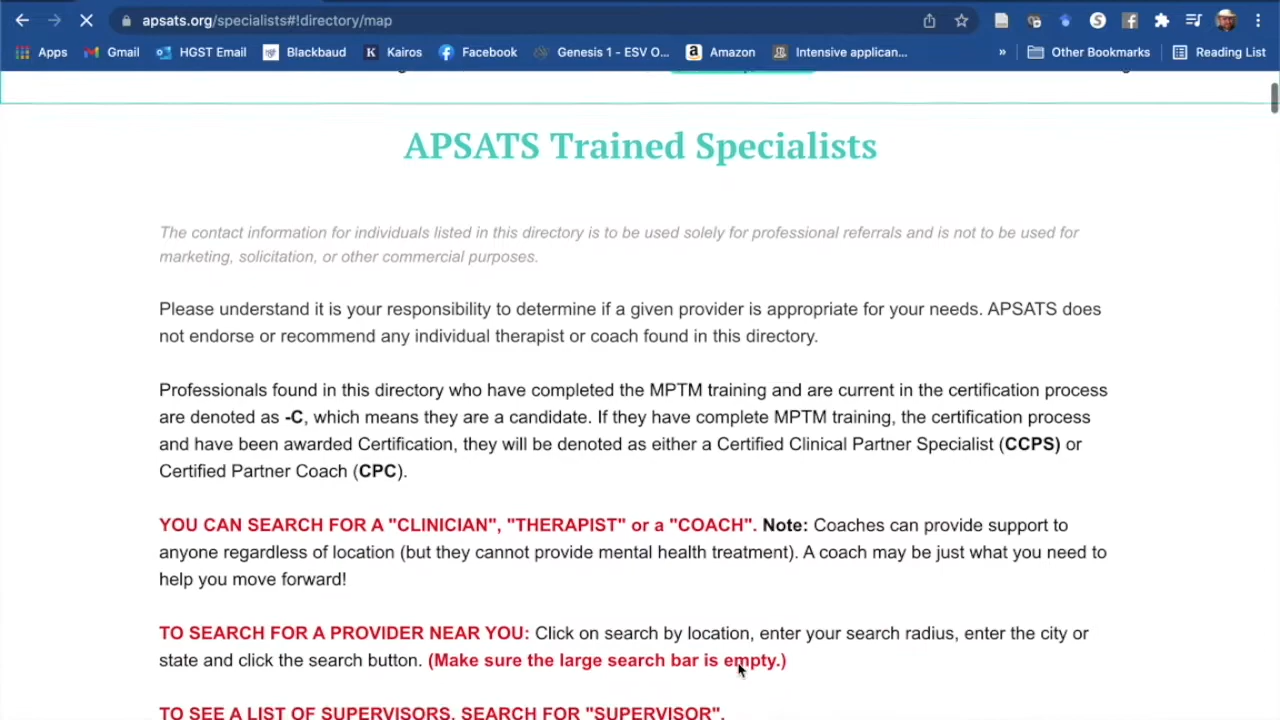 apsats.org/specialists#!directory/map
Apps Gmail HGST Email Blackbaud Kairos Facebook Genesis 1 - ESV O... Amazon Intensive applican... » Other Bookmarks Reading List
APSATS Trained Specialists
The contact information for individuals listed in this directory is to be used solely for professional referrals and is not to be used for
marketing, solicitation, or other commercial purposes.
Please understand it is your responsibility to determine if a given provider is appropriate for your needs. APSATS does
not endorse or recommend any individual therapist or coach found in this directory.
Professionals found in this directory who have completed the MPTM training and are current in the certification process
are denoted as -C, which means they are a candidate. If they have complete MPTM training, the certification process
and have been awarded Certification, they will be denoted as either a Certified Clinical Partner Specialist (CCPS) or
Certified Partner Coach (CPC).
YOU CAN SEARCH FOR A "CLINICIAN", "THERAPIST" or a "COACH". Note: Coaches can provide support to
anyone regardless of location (but they cannot provide mental health treatment). A coach may be just what you need to
help you move forward!
TO SEARCH FOR A PROVIDER NEAR YOU: Click on search by location, enter your search radius, enter the city or
state and click the search button. (Make sure the large search bar is empty.)
TO SEE A LIST OF SUPERVISORS, SEARCH FOR "SUPERVISOR".